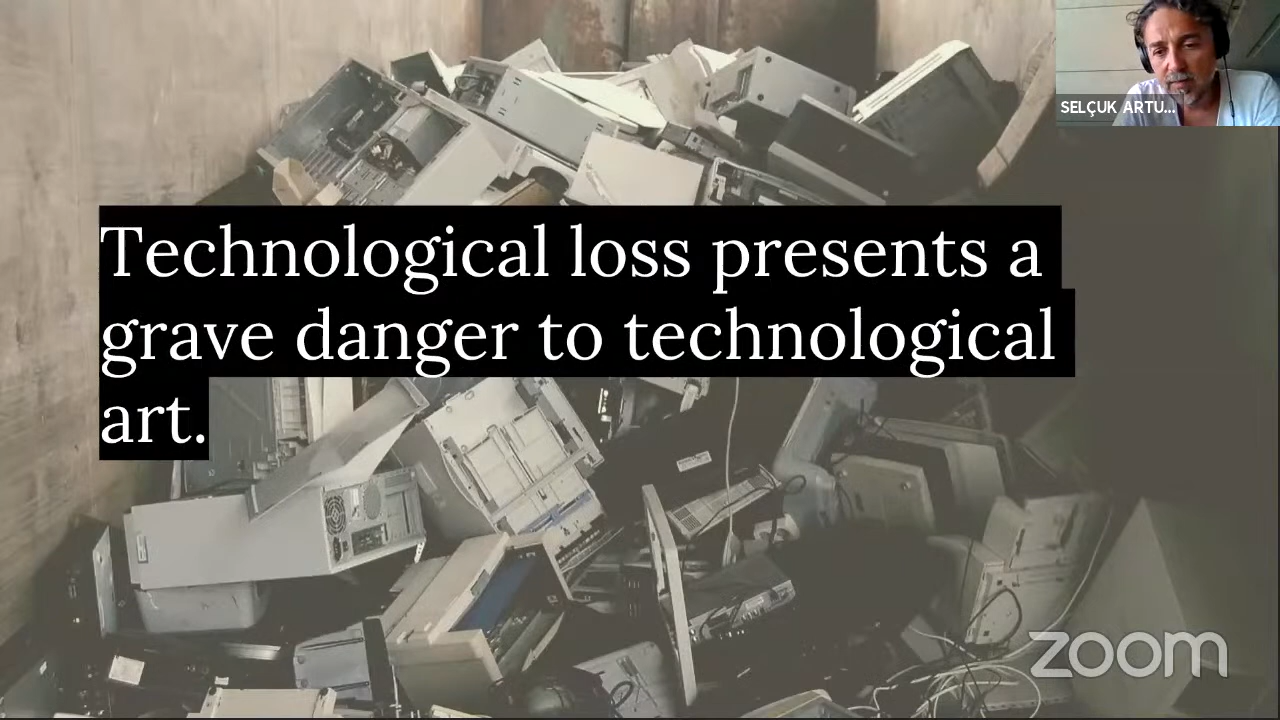 SELÇUK ARTU...
Technological loss presents a
grave danger to technological
art.
zoom